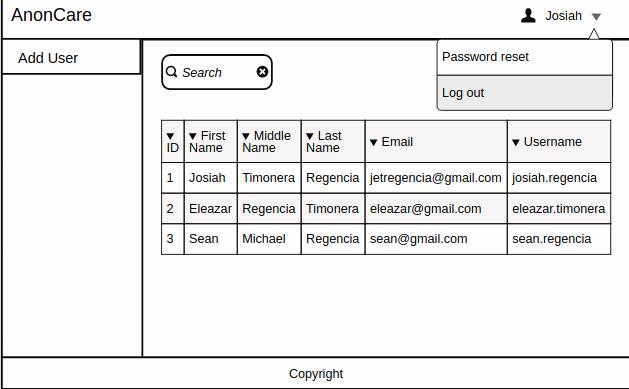 AnonCare
Josiah
Add User
Search
Password reset
Log out
ID First Name Middle Name Last Name Email Username
1 Josiah Timonera Regencia jetregencia@gmail.com josiah.regencia
2 Eleazar Regencia Timonera eleazar@gmail.com eleazar.timonera
3 Sean Michael Regencia sean@gmail.com sean.regencia
Copyright